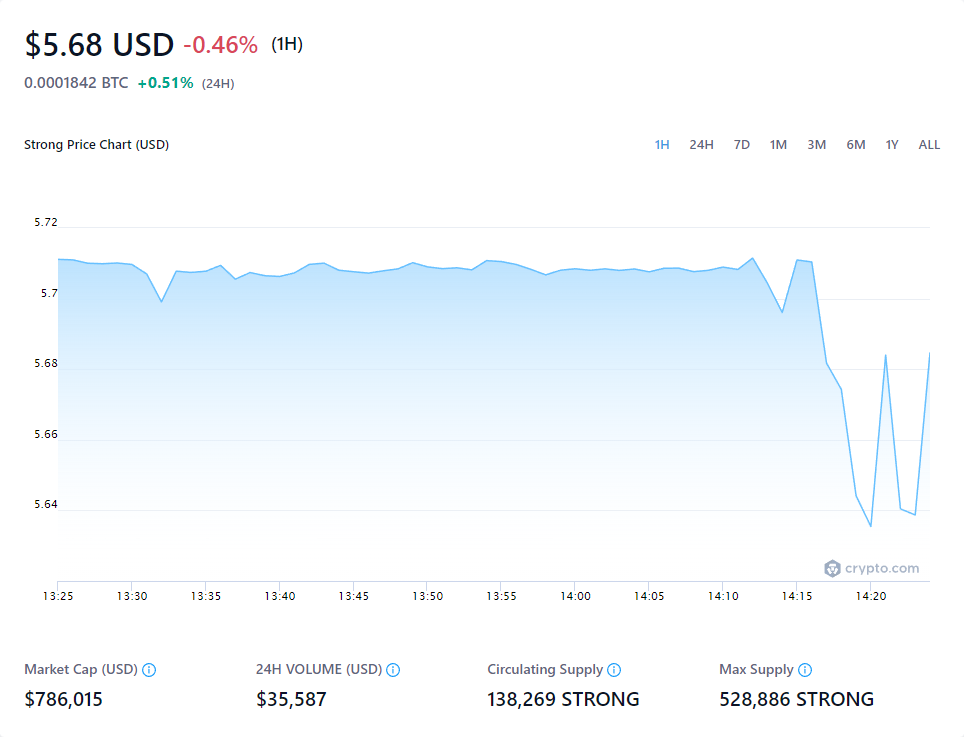 $5.68 USD -0.46% (1H)
0.0001842 BTC +0.51% (24H)
Strong Price Chart (USD) 1H 24H 7D 1M 3M 6M 1Y ALL
5.72
5.7
5.68
5.66
5.64
crypto.com
13:25 13:30 13:35 13:40 13:45 13:50 13:55 14:00 14:05 14:10 14:15 14:20
Market Cap (USD) 24H VOLUME (USD) Circulating Supply Max Supply
$786,015 $35,587 138,269 STRONG 528,886 STRONG